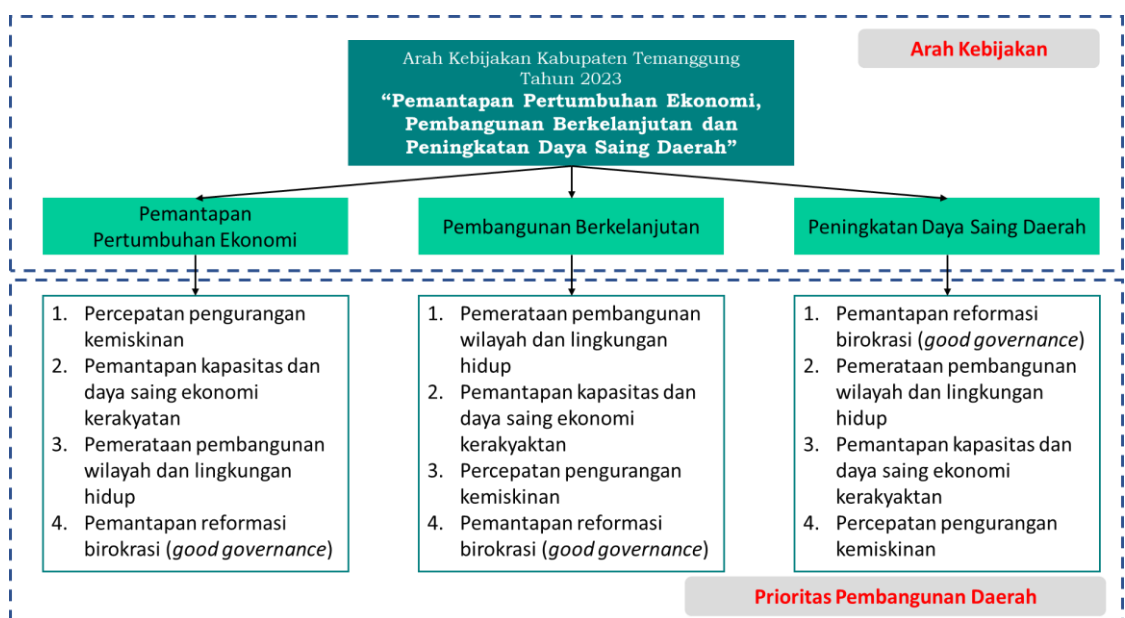 Arah Kebijakan
Arah Kebijakan Kabupaten Temanggung
Tahun 2023
“Pemantapan Pertumbuhan Ekonomi,
Pembangunan Berkelanjutan dan
Peningkatan Daya Saing Daerah”
Pemantapan
Pertumbuhan Ekonomi
Pembangunan Berkelanjutan
Peningkatan Daya Saing Daerah
1. Percepatan pengurangan
kemiskinan
2. Pemantapan kapasitas dan
daya saing ekonomi
kerakyatan
3. Pemerataan pembangunan
wilayah dan lingkungan
hidup
4. Pemantapan reformasi
birokrasi (good governance)
1. Pemerataan pembangunan
wilayah dan lingkungan
hidup
2. Pemantapan kapasitas dan
daya saing ekonomi
kerakyaktan
3. Percepatan pengurangan
kemiskinan
4. Pemantapan reformasi
birokrasi (good governance)
1. Pemantapan reformasi
birokrasi (good governance)
2. Pemerataan pembangunan
wilayah dan lingkungan
hidup
3. Pemantapan kapasitas dan
daya saing ekonomi
kerakyaktan
4. Percepatan pengurangan
kemiskinan
Prioritas Pembangunan Daerah